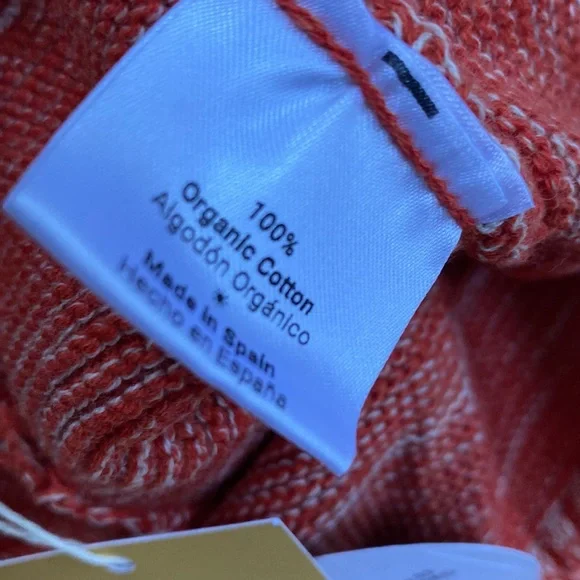 100%
Organic Cotton
Algodón Orgánico
*
Made in Spain
Hecho en España